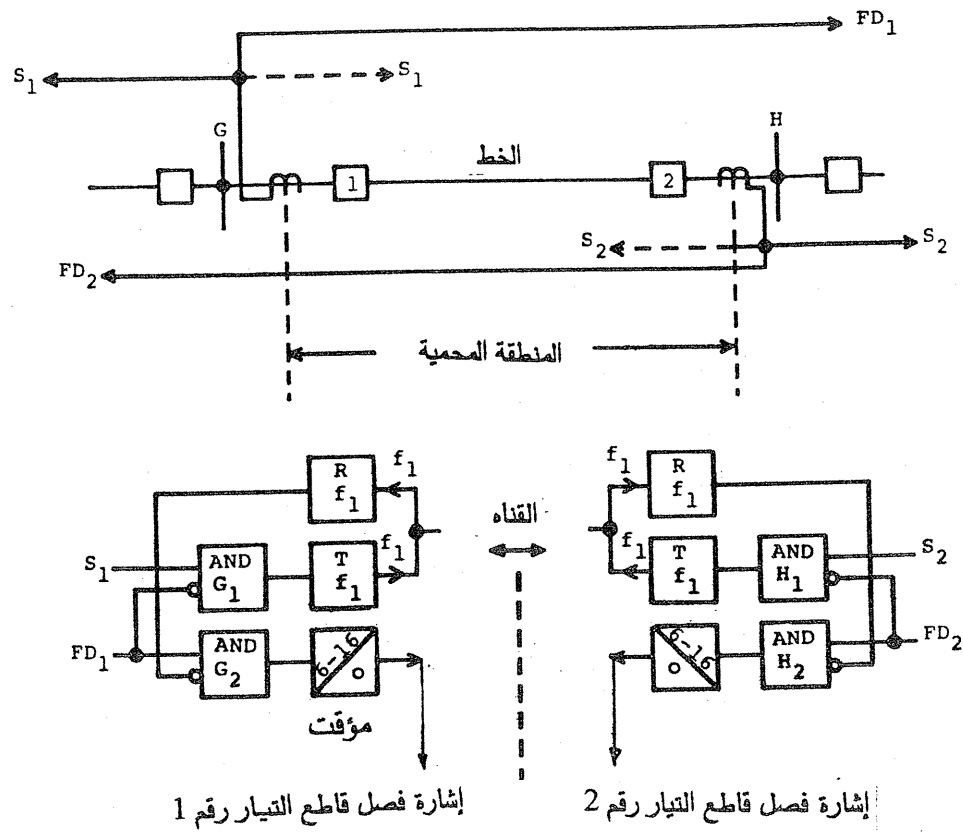 FD1
S1
S1
G
H
الخط
1
2
S2
S2
FD2
المنطقة المحمية
f1
R f1
القناه
f1
R f1
S1
AND G1
T f1
f1
f1
T f1
AND H1
S2
FD1
AND G2
6-16
o
مؤقت
6-16
o
AND H2
FD2
إشارة فصل قاطع التيار رقم 1
إشارة فصل قاطع التيار رقم 2